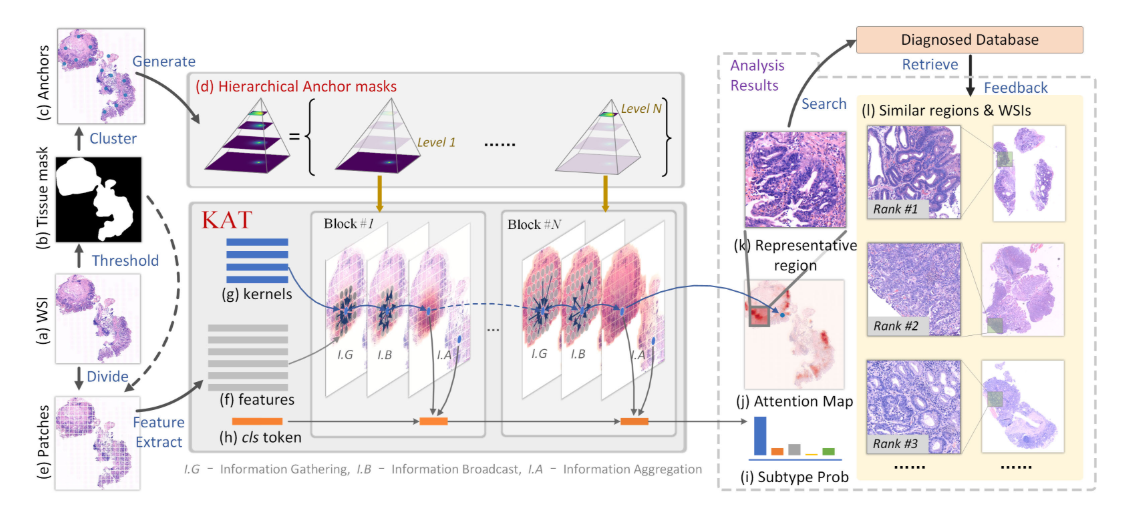 (c) Anchors
Generate
Cluster
(b) Tissue mask
Threshold
(a) WSI
Divide
(e) Patches
Feature
Extract
(d) Hierarchical Anchor masks
=
Level 1
......
Level N
KAT
(g) kernels
(f) features
(h) cls token
Block #1
I.G
I.B
I.A
...
Block #N
I.G
I.B
I.A
I.G – Information Gathering, I.B – Information Broadcast, I.A – Information Aggregation
Analysis
Results
Search
Diagnosed Database
Retrieve
Feedback
(k) Representative
region
(j) Attention Map
(i) Subtype Prob
(l) Similar regions & WSIs
Rank #1
Rank #2
Rank #3
......
......